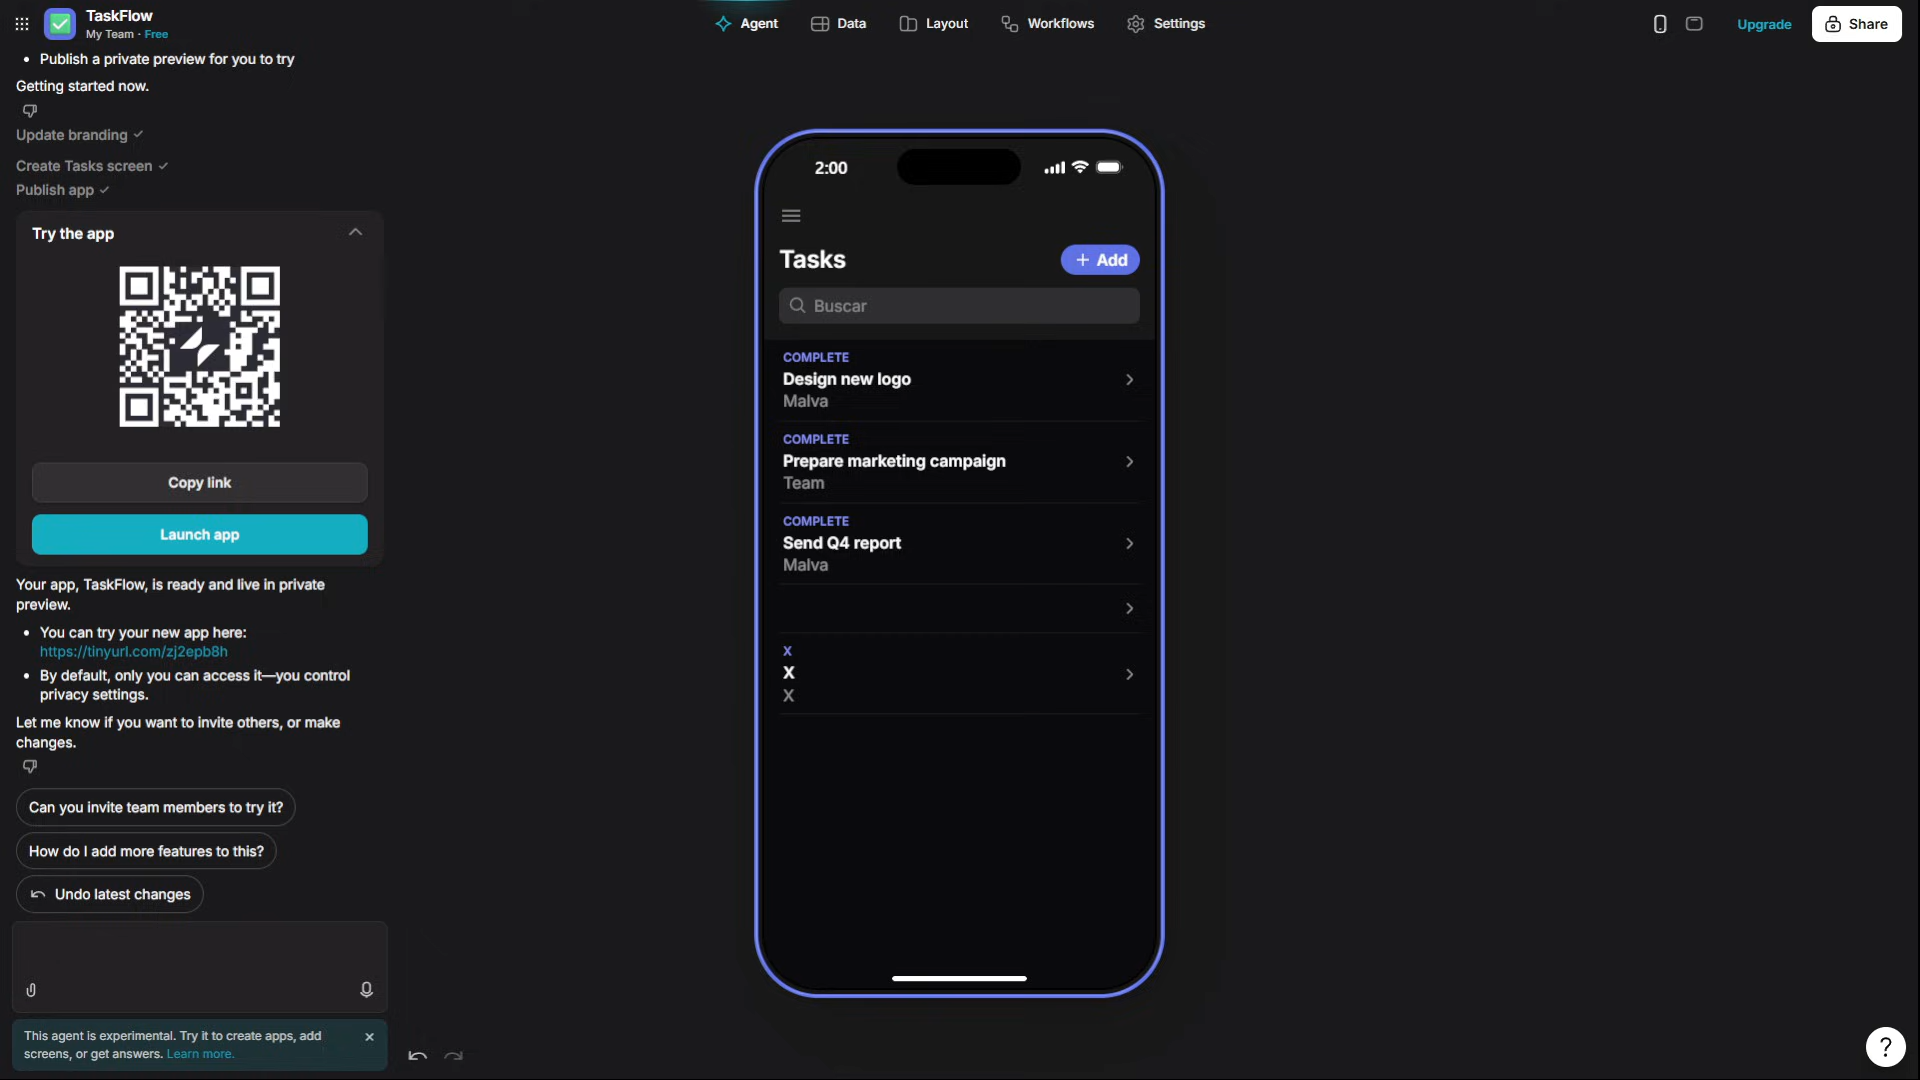 TaskFlow
My Team · Free
Agent
Data
Layout
Workflows
Settings
Upgrade
Share
• Publish a private preview for you to try
Getting started now.
Update branding
Create Tasks screen
Publish app
Try the app
Copy link
Launch app
Your app, TaskFlow, is ready and live in private
preview.
• You can try your new app here:
https://tinyurl.com/zj2epb8h
• By default, only you can access it—you control
privacy settings.
Let me know if you want to invite others, or make
changes.
Can you invite team members to try it?
How do I add more features to this?
Undo latest changes
This agent is experimental. Try it to create apps, add
screens, or get answers. Learn more.
2:00
Tasks
+ Add
Buscar
COMPLETE
Design new logo
Malva
COMPLETE
Prepare marketing campaign
Team
COMPLETE
Send Q4 report
Malva
X
X
X
?